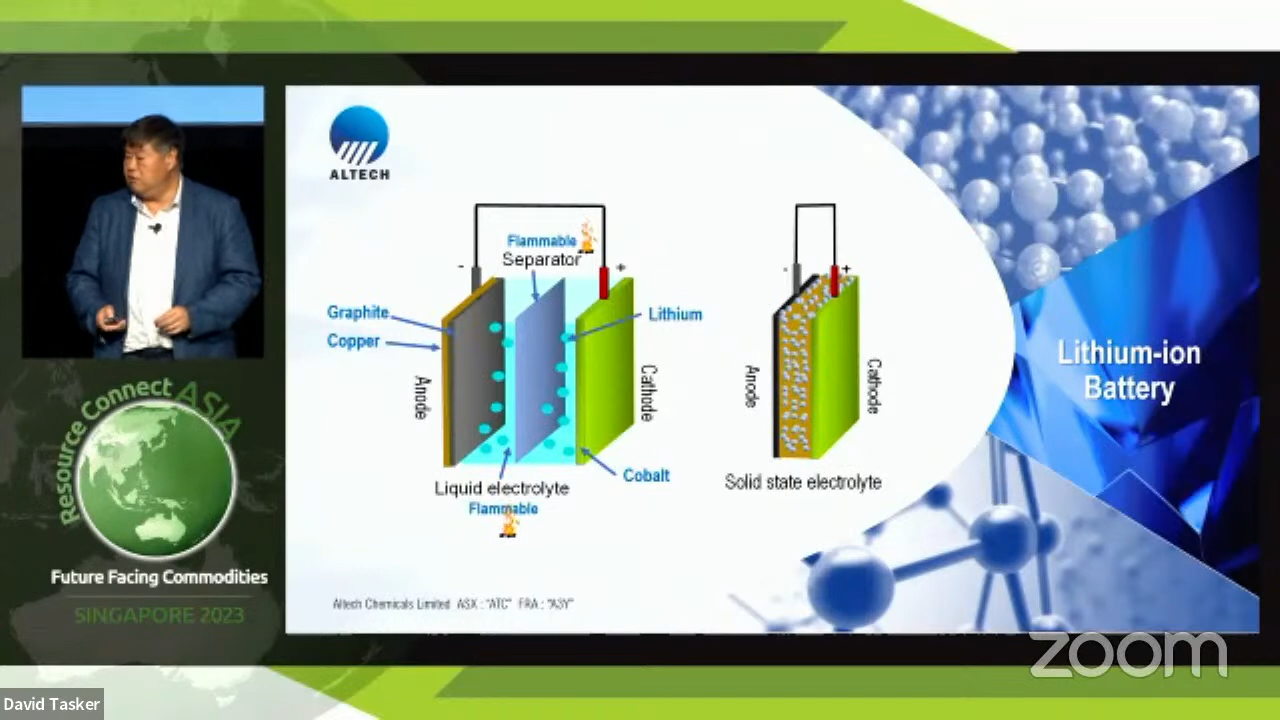 ALTECH
Flammable
Separator
-
+
Graphite
Copper
Lithium
Anode
Cathode
Cobalt
Liquid electrolyte
Flammable
-
+
Anode
Cathode
Solid state electrolyte
Lithium-ion
Battery
Altech Chemicals Limited ASX : "ATC" FRA : "A3Y"
Resource Connect ASIA
Future Facing Commodities
SINGAPORE 2023
zoom
David Tasker